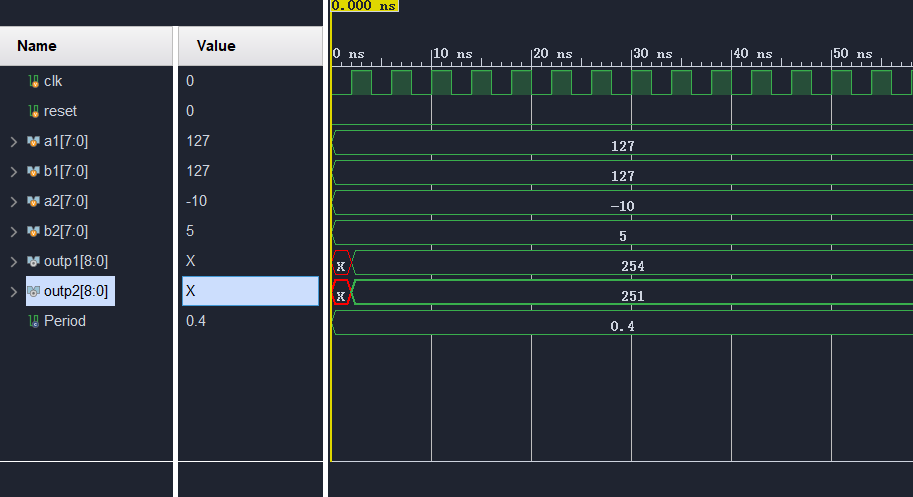 0.000 ns
Name Value
0 ns 10 ns 20 ns 30 ns 40 ns 50 ns
clk 0
reset 0
a1[7:0] 127 127
b1[7:0] 127 127
a2[7:0] -10 -10
b2[7:0] 5 5
outp1[8:0] X X 254
outp2[8:0] X X 251
Period 0.4 0.4